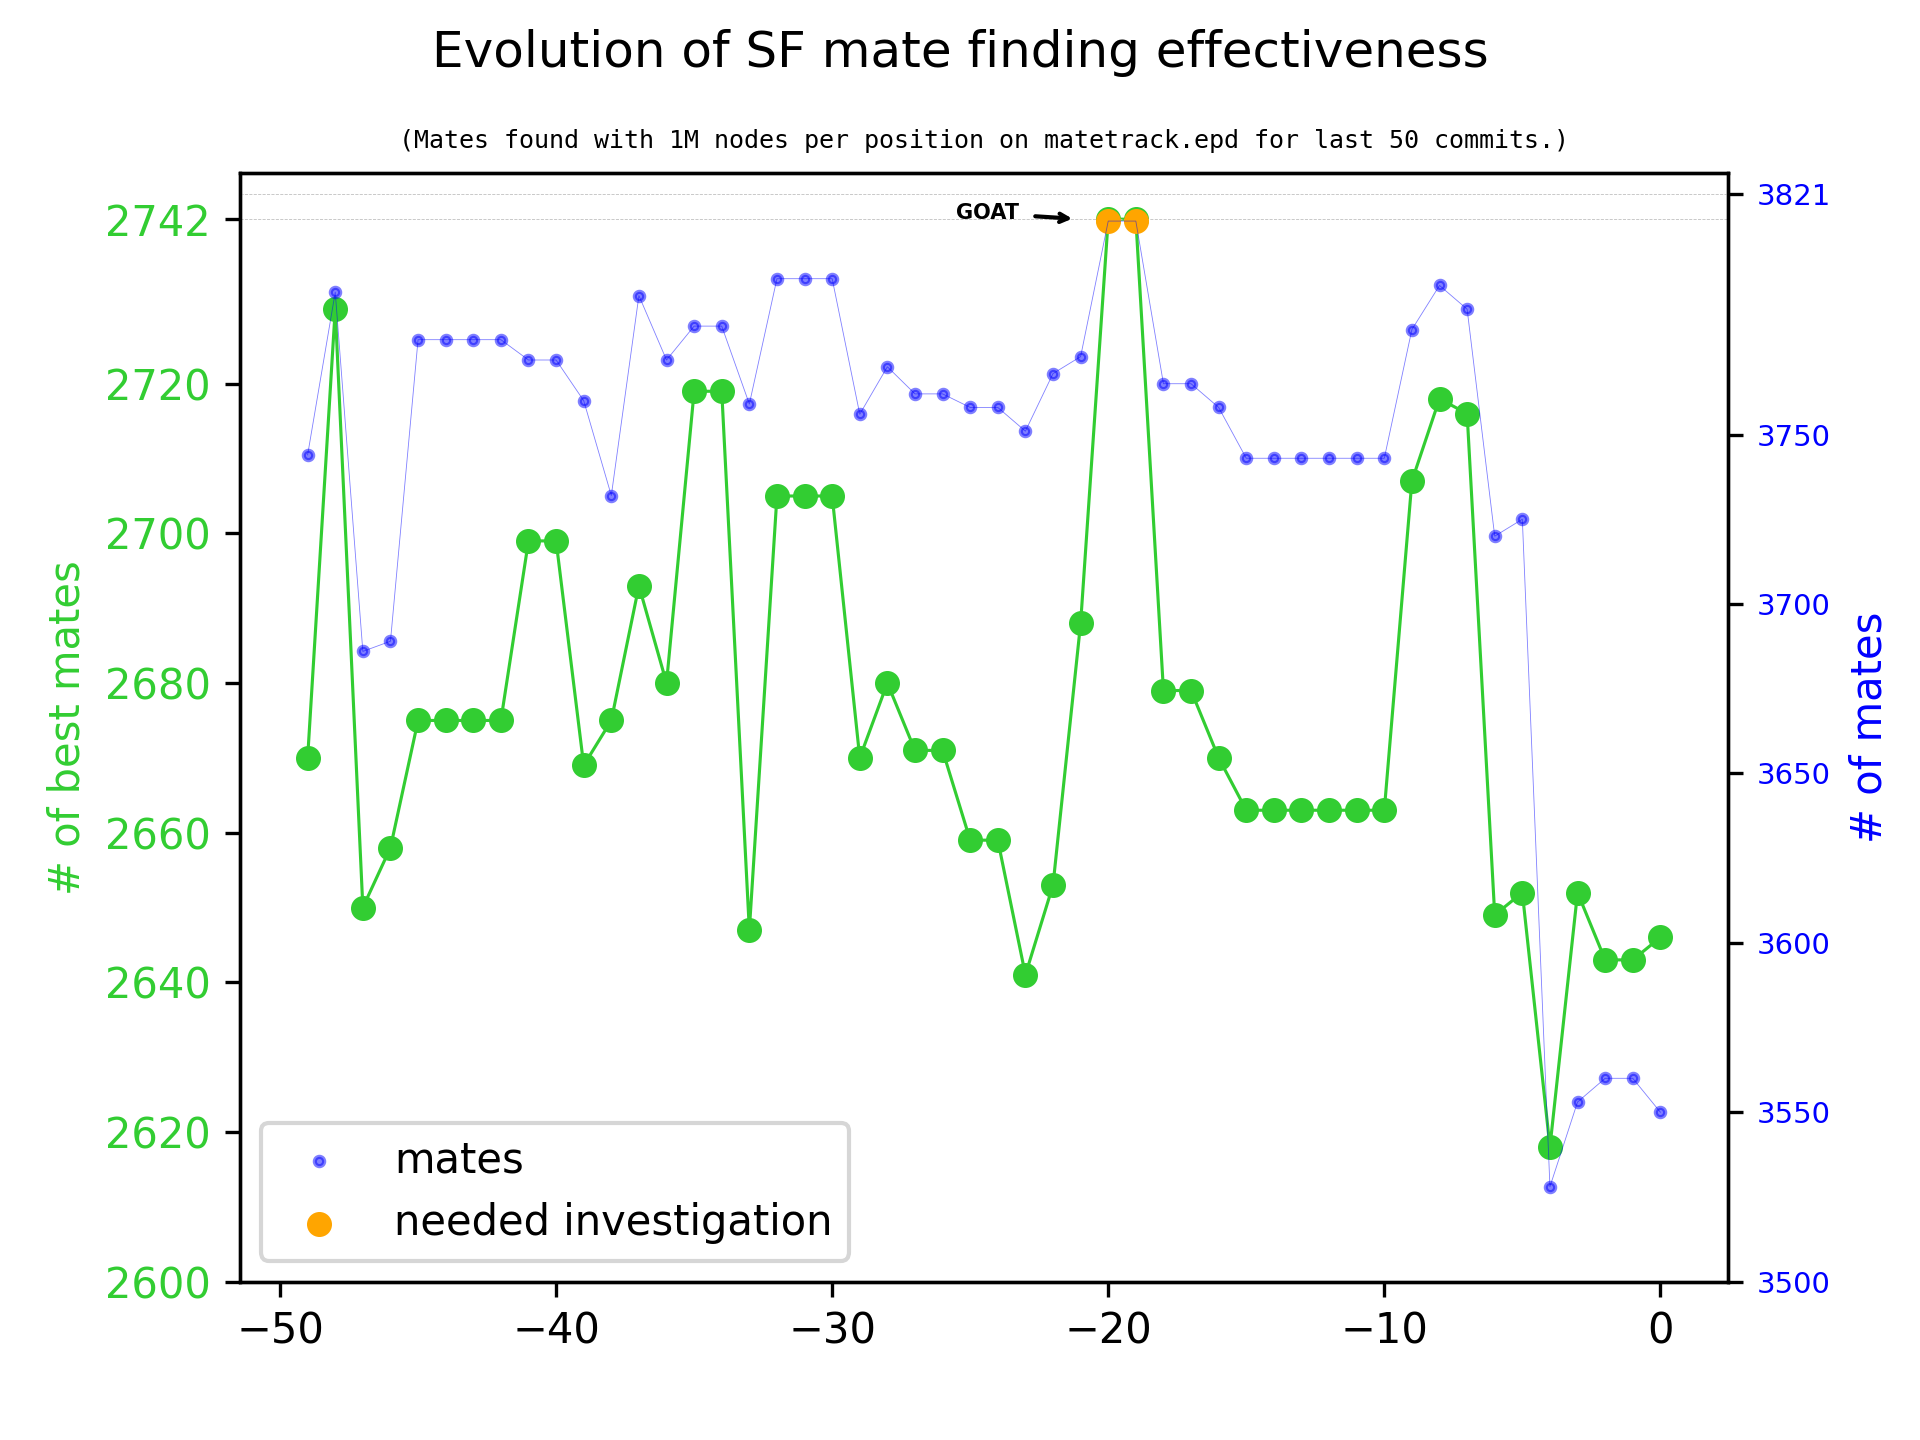 Evolution of SF mate finding effectiveness
(Mates found with 1M nodes per position on matetrack.epd for last 50 commits.)
2742
2720
2700
2680
2660
2640
2620
2600
# of best mates
GOAT
3821
3750
3700
3650
3600
3550
3500
# of mates
mates
needed investigation
−50 −40 −30 −20 −10 0